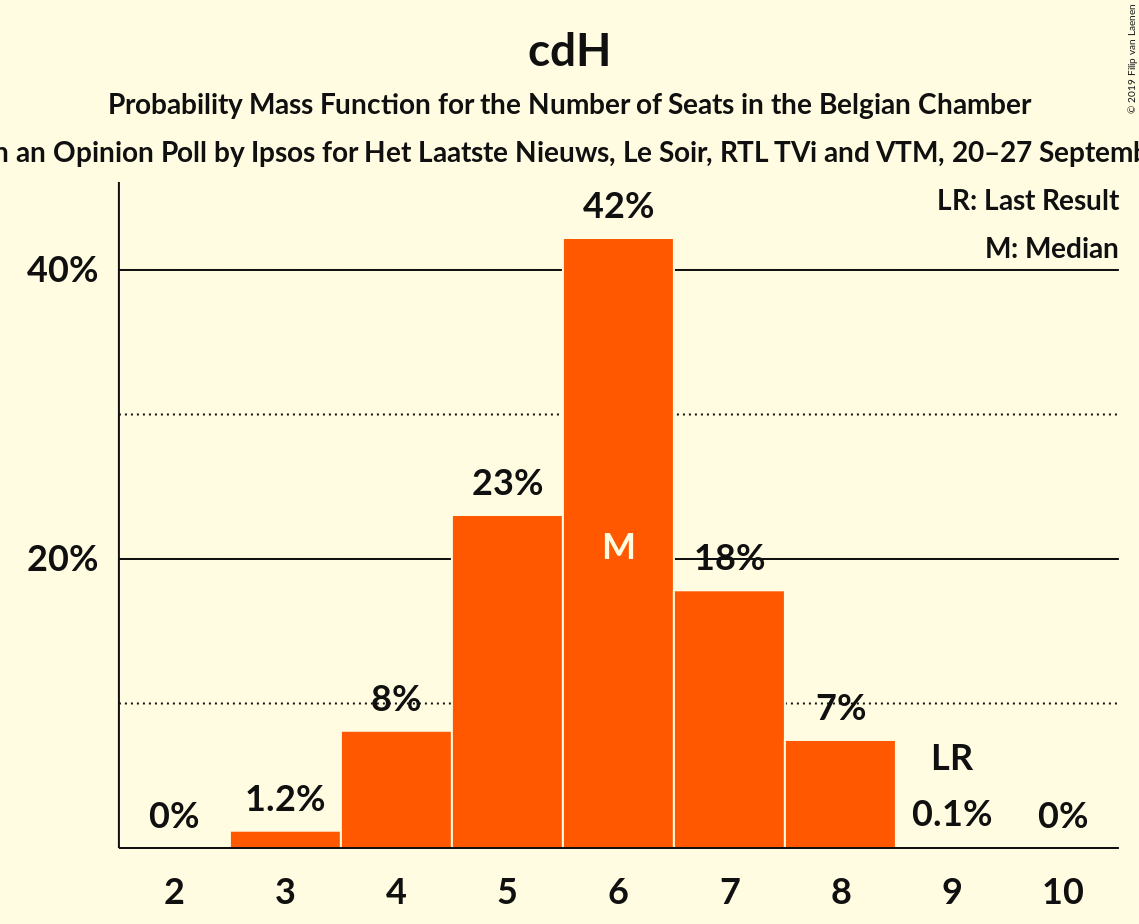 cdH
Probability Mass Function for the Number of Seats in the Belgian Chamber
an Opinion Poll by Ipsos for Het Laatste Nieuws, Le Soir, RTL TVi and VTM, 20–27
© 2019 Filip van Laenen
LR: Last Result
M: Median
40%
20%
0%
1.2%
8%
23%
42%
M
18%
7%
LR
0.1%
0%
2 3 4 5 6 7 8 9 10